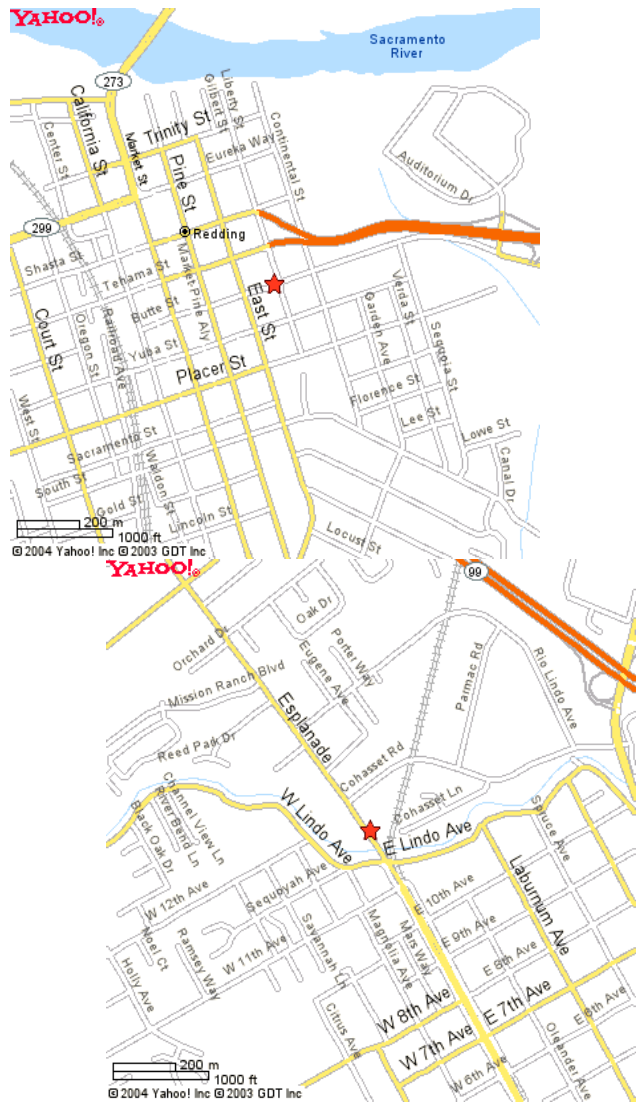 YAHOO!®
Sacramento
River
273
California St
Center St
Market St
Trinity St
Gilbert St
Liberty St
Continental St
Eureka Way
Pine St
Auditorium Dr
299
Redding
Shasta St
Tehama St
Market-Pine Aly
Butte St
East St
Court St
Oregon St
Railroad Ave
Yuba St
Placer St
Garden Ave
Verda St
Sequoia St
West St
Florence St
Lee St
Lowe St
Canal Dr
Sacramento St
South St
Waldon St
Gold St
Lincoln St
Locust St
200 m
1000 ft
© 2004 Yahoo! Inc © 2003 GDT Inc
YAHOO!®
99
Oak Dr
Orchard Dr
Porter Way
Eugene Ave
Parmac Rd
Rio Lindo Ave
Mission Ranch Blvd
Esplanade
Reed Park Dr
Cohasset Rd
Cohasset Ln
Channel View Ln
River Bend Ln
Black Oak Dr
W Lindo Ave
E Lindo Ave
Spruce Ave
W 12th Ave
Sequoyah Ave
E 10th Ave
Laburnum Ave
Noel Ct
Ramsey Way
W 11th Ave
Savannah Ln
Magnolia Ave
Mars Way
E 9th Ave
E 8th Ave
Holly Ave
Citrus Ave
W 8th Ave
E 7th Ave
E 6th Ave
W 7th Ave
W 6th Ave
Oleander Ave
200 m
1000 ft
© 2004 Yahoo! Inc © 2003 GDT Inc